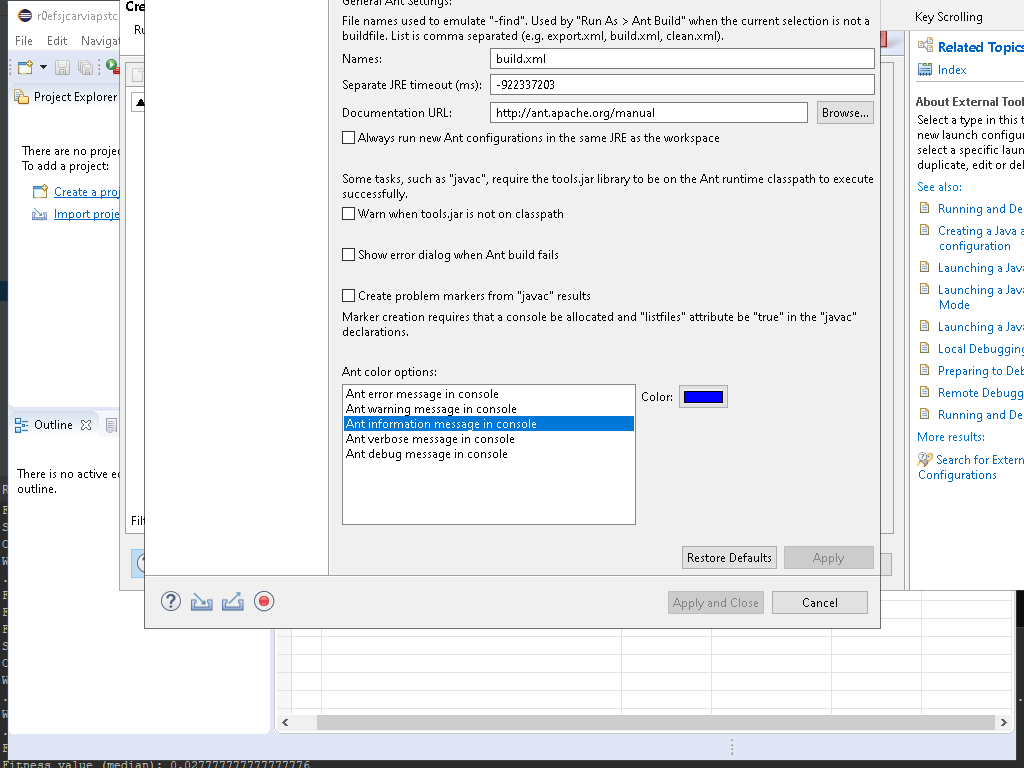 r0efsjcarviapstc
File Edit Navigat
Project Explorer
There are no projec
To add a project:
Create a proj
Import proje
Outline
There is no active ed
outline.
Cre
Ru
Filt
General Ant Settings:
File names used to emulate "-find". Used by "Run As > Ant Build" when the current selection is not a
buildfile. List is comma separated (e.g. export.xml, build.xml, clean.xml).
Names: build.xml
Separate JRE timeout (ms): -922337203
Documentation URL: http://ant.apache.org/manual Browse...
Always run new Ant configurations in the same JRE as the workspace
Some tasks, such as "javac", require the tools.jar library to be on the Ant runtime classpath to execute
successfully.
Warn when tools.jar is not on classpath
Show error dialog when Ant build fails
Create problem markers from "javac" results
Marker creation requires that a console be allocated and "listfiles" attribute be "true" in the "javac"
declarations.
Ant color options:
Ant error message in console
Ant warning message in console
Ant information message in console
Ant verbose message in console
Ant debug message in console
Color:
Restore Defaults Apply
Apply and Close Cancel
Key Scrolling
Related Topics
Index
About External Tool
Select a type in this t
new launch configur
select a specific laun
duplicate, edit or del
See also:
Running and De
Creating a Java a
configuration
Launching a Java
Launching a Java
Mode
Launching a Java
Local Debugging
Preparing to Deb
Remote Debugg
Running and De
More results:
Search for Extern
Configurations
Fitness value (median): 0.027777777777777776